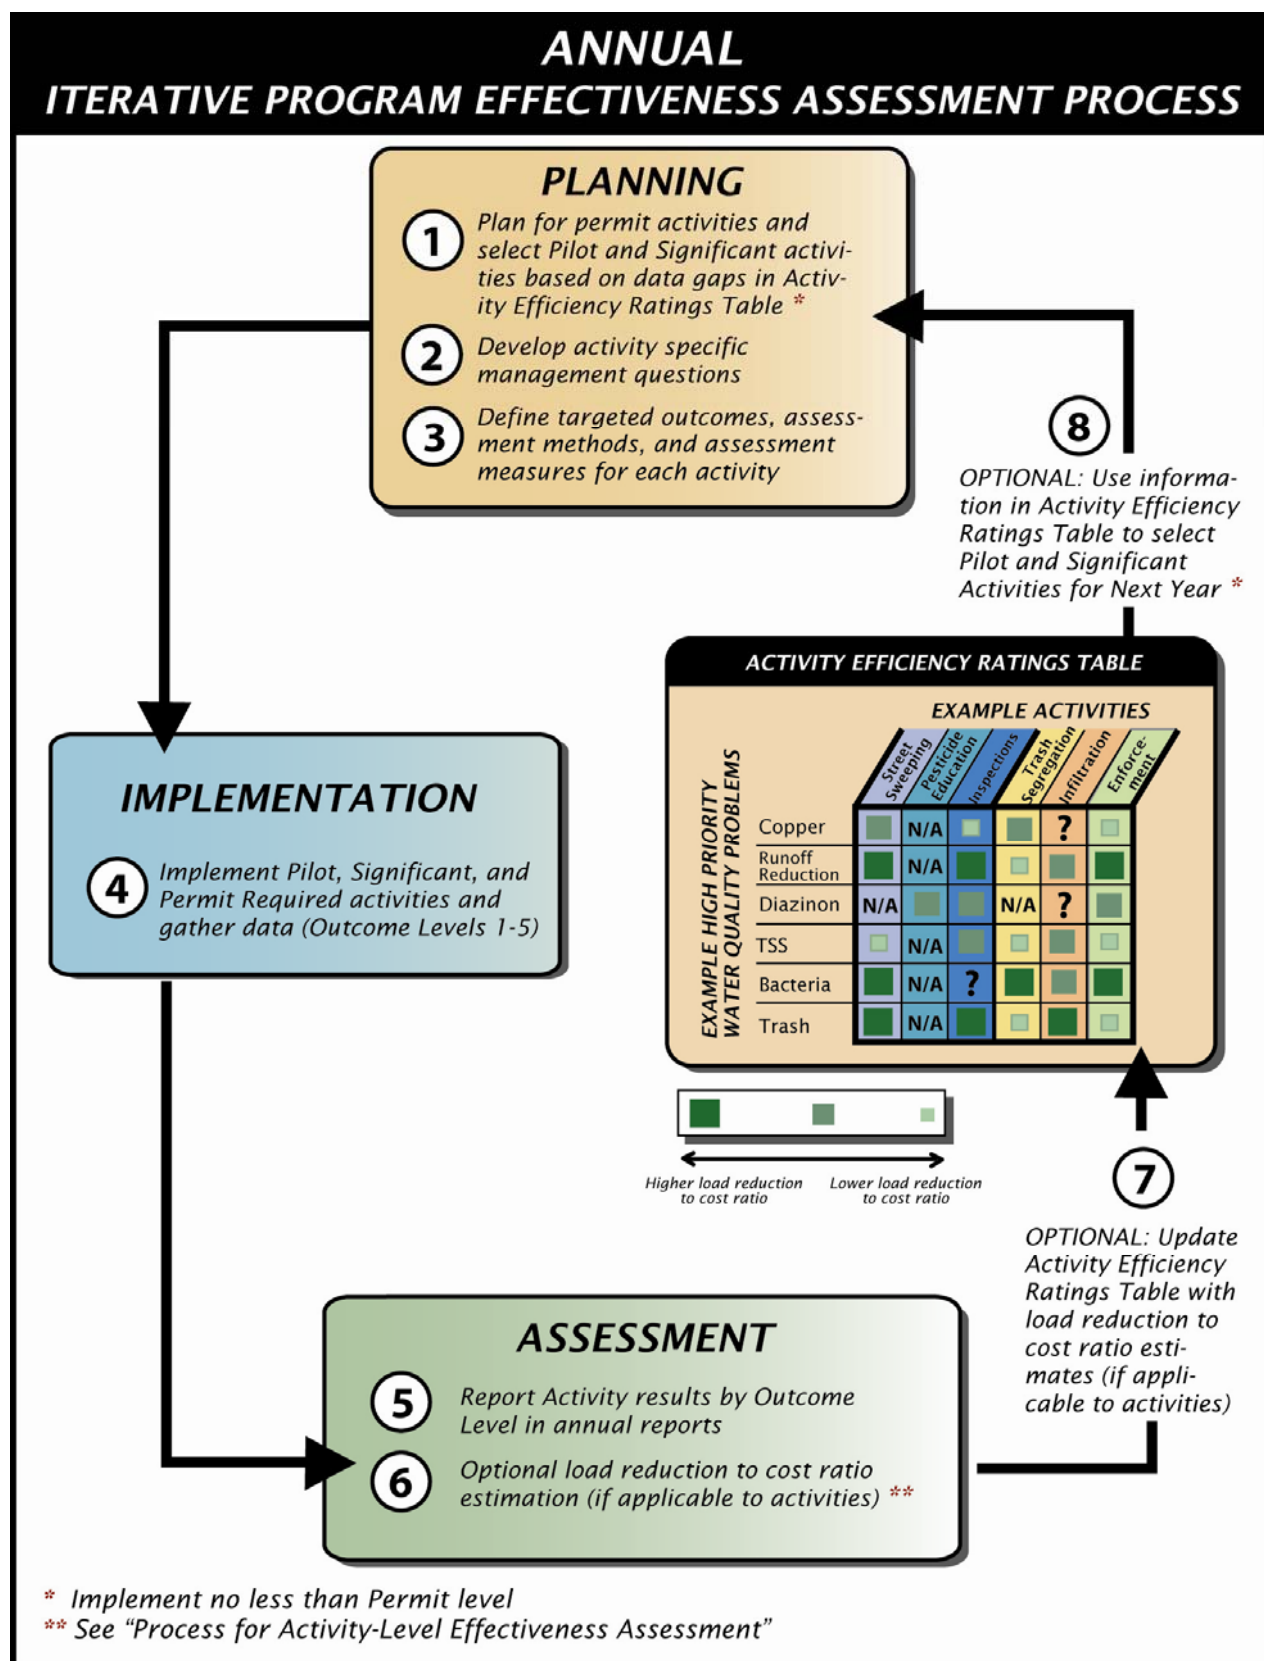 ANNUAL
ITERATIVE PROGRAM EFFECTIVENESS ASSESSMENT PROCESS
PLANNING
1
Plan for permit activities and
select Pilot and Significant activi-
ties based on data gaps in Activ-
ity Efficiency Ratings Table *
2
Develop activity specific
management questions
3
Define targeted outcomes, assess-
ment methods, and assessment
measures for each activity
8
OPTIONAL: Use informa-
tion in Activity Efficiency
Ratings Table to select
Pilot and Significant
Activities for Next Year *
ACTIVITY EFFICIENCY RATINGS TABLE
EXAMPLE ACTIVITIES
Street
Sweeping
Pesticide
Education
Inspections
Trash
Segregation
Infiltration
Enforce-
ment
EXAMPLE HIGH PRIORITY
WATER QUALITY PROBLEMS
Copper N/A ?
Runoff
Reduction N/A
Diazinon N/A N/A ?
TSS N/A
Bacteria N/A ?
Trash N/A
Higher load reduction
to cost ratio
Lower load reduction
to cost ratio
IMPLEMENTATION
4
Implement Pilot, Significant, and
Permit Required activities and
gather data (Outcome Levels 1-5)
7
OPTIONAL: Update
Activity Efficiency
Ratings Table with
load reduction to
cost ratio esti-
mates (if appli-
cable to activities)
ASSESSMENT
5
Report Activity results by Outcome
Level in annual reports
6
Optional load reduction to cost ratio
estimation (if applicable to activities) **
* Implement no less than Permit level
** See “Process for Activity-Level Effectiveness Assessment”